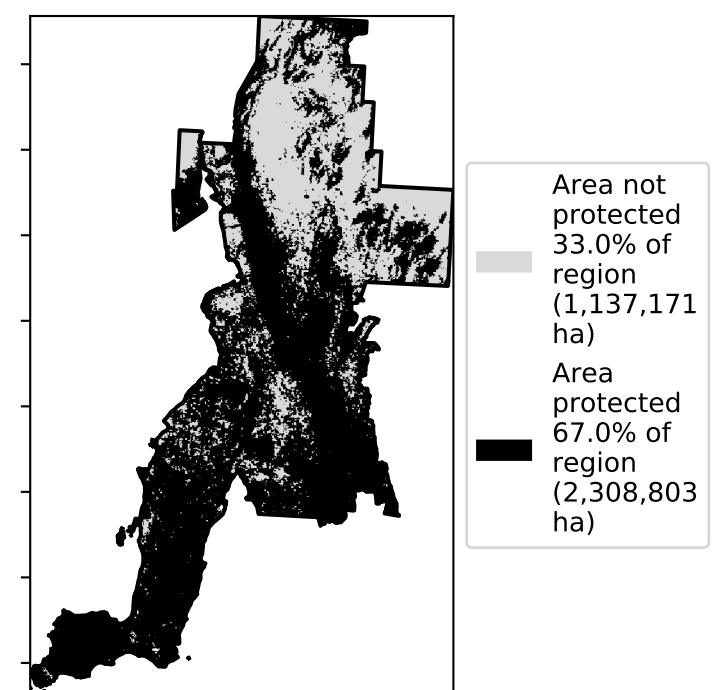 Area not
protected
33.0% of
region
(1,137,171
ha)
Area
protected
67.0% of
region
(2,308,803
ha)